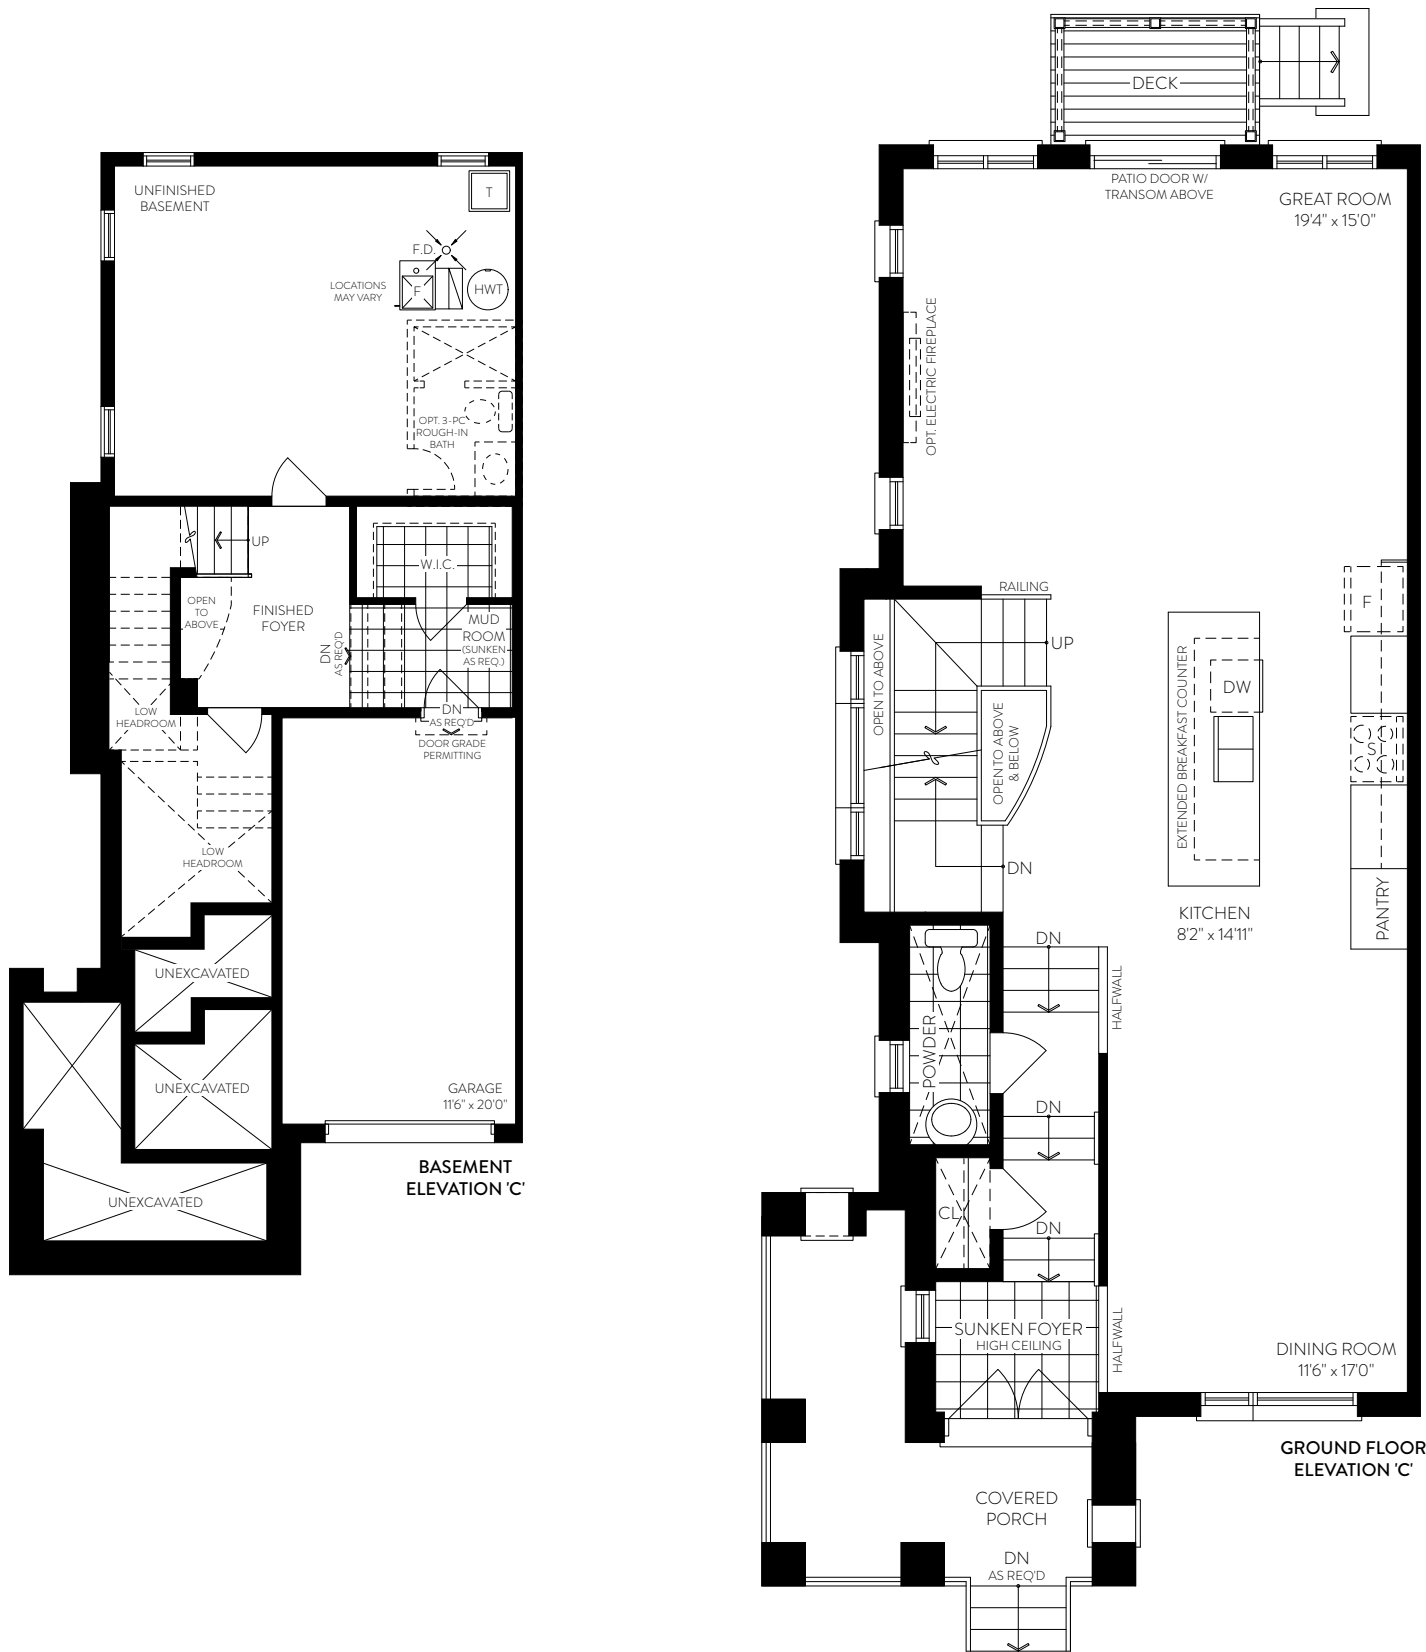 UNFINISHED
BASEMENT
T
F.D.
LOCATIONS
MAY VARY
F
HWT
OPT. 3-PC
ROUGH-IN
BATH
UP
W.I.C.
OPEN
TO
ABOVE
FINISHED
FOYER
DN
AS REQ'D
MUD
ROOM
(SUNKEN
AS REQ.)
LOW
HEADROOM
DN
AS REQ'D
DOOR GRADE
PERMITTING
LOW
HEADROOM
UNEXCAVATED
UNEXCAVATED
GARAGE
11'6" x 20'0"
UNEXCAVATED
BASEMENT
ELEVATION 'C'
DECK
PATIO DOOR W/
TRANSOM ABOVE
GREAT ROOM
19'4" x 15'0"
OPT. ELECTRIC FIREPLACE
RAILING
UP
OPEN TO ABOVE
OPEN TO ABOVE
& BELOW
DN
F
EXTENDED BREAKFAST COUNTER
DW
S
PANTRY
KITCHEN
8'2" x 14'11"
DN
HALFWALL
POWDER
DN
CL
DN
SUNKEN FOYER
HIGH CEILING
HALFWALL
DINING ROOM
11'6" x 17'0"
GROUND FLOOR
ELEVATION 'C'
COVERED
PORCH
DN
AS REQ'D